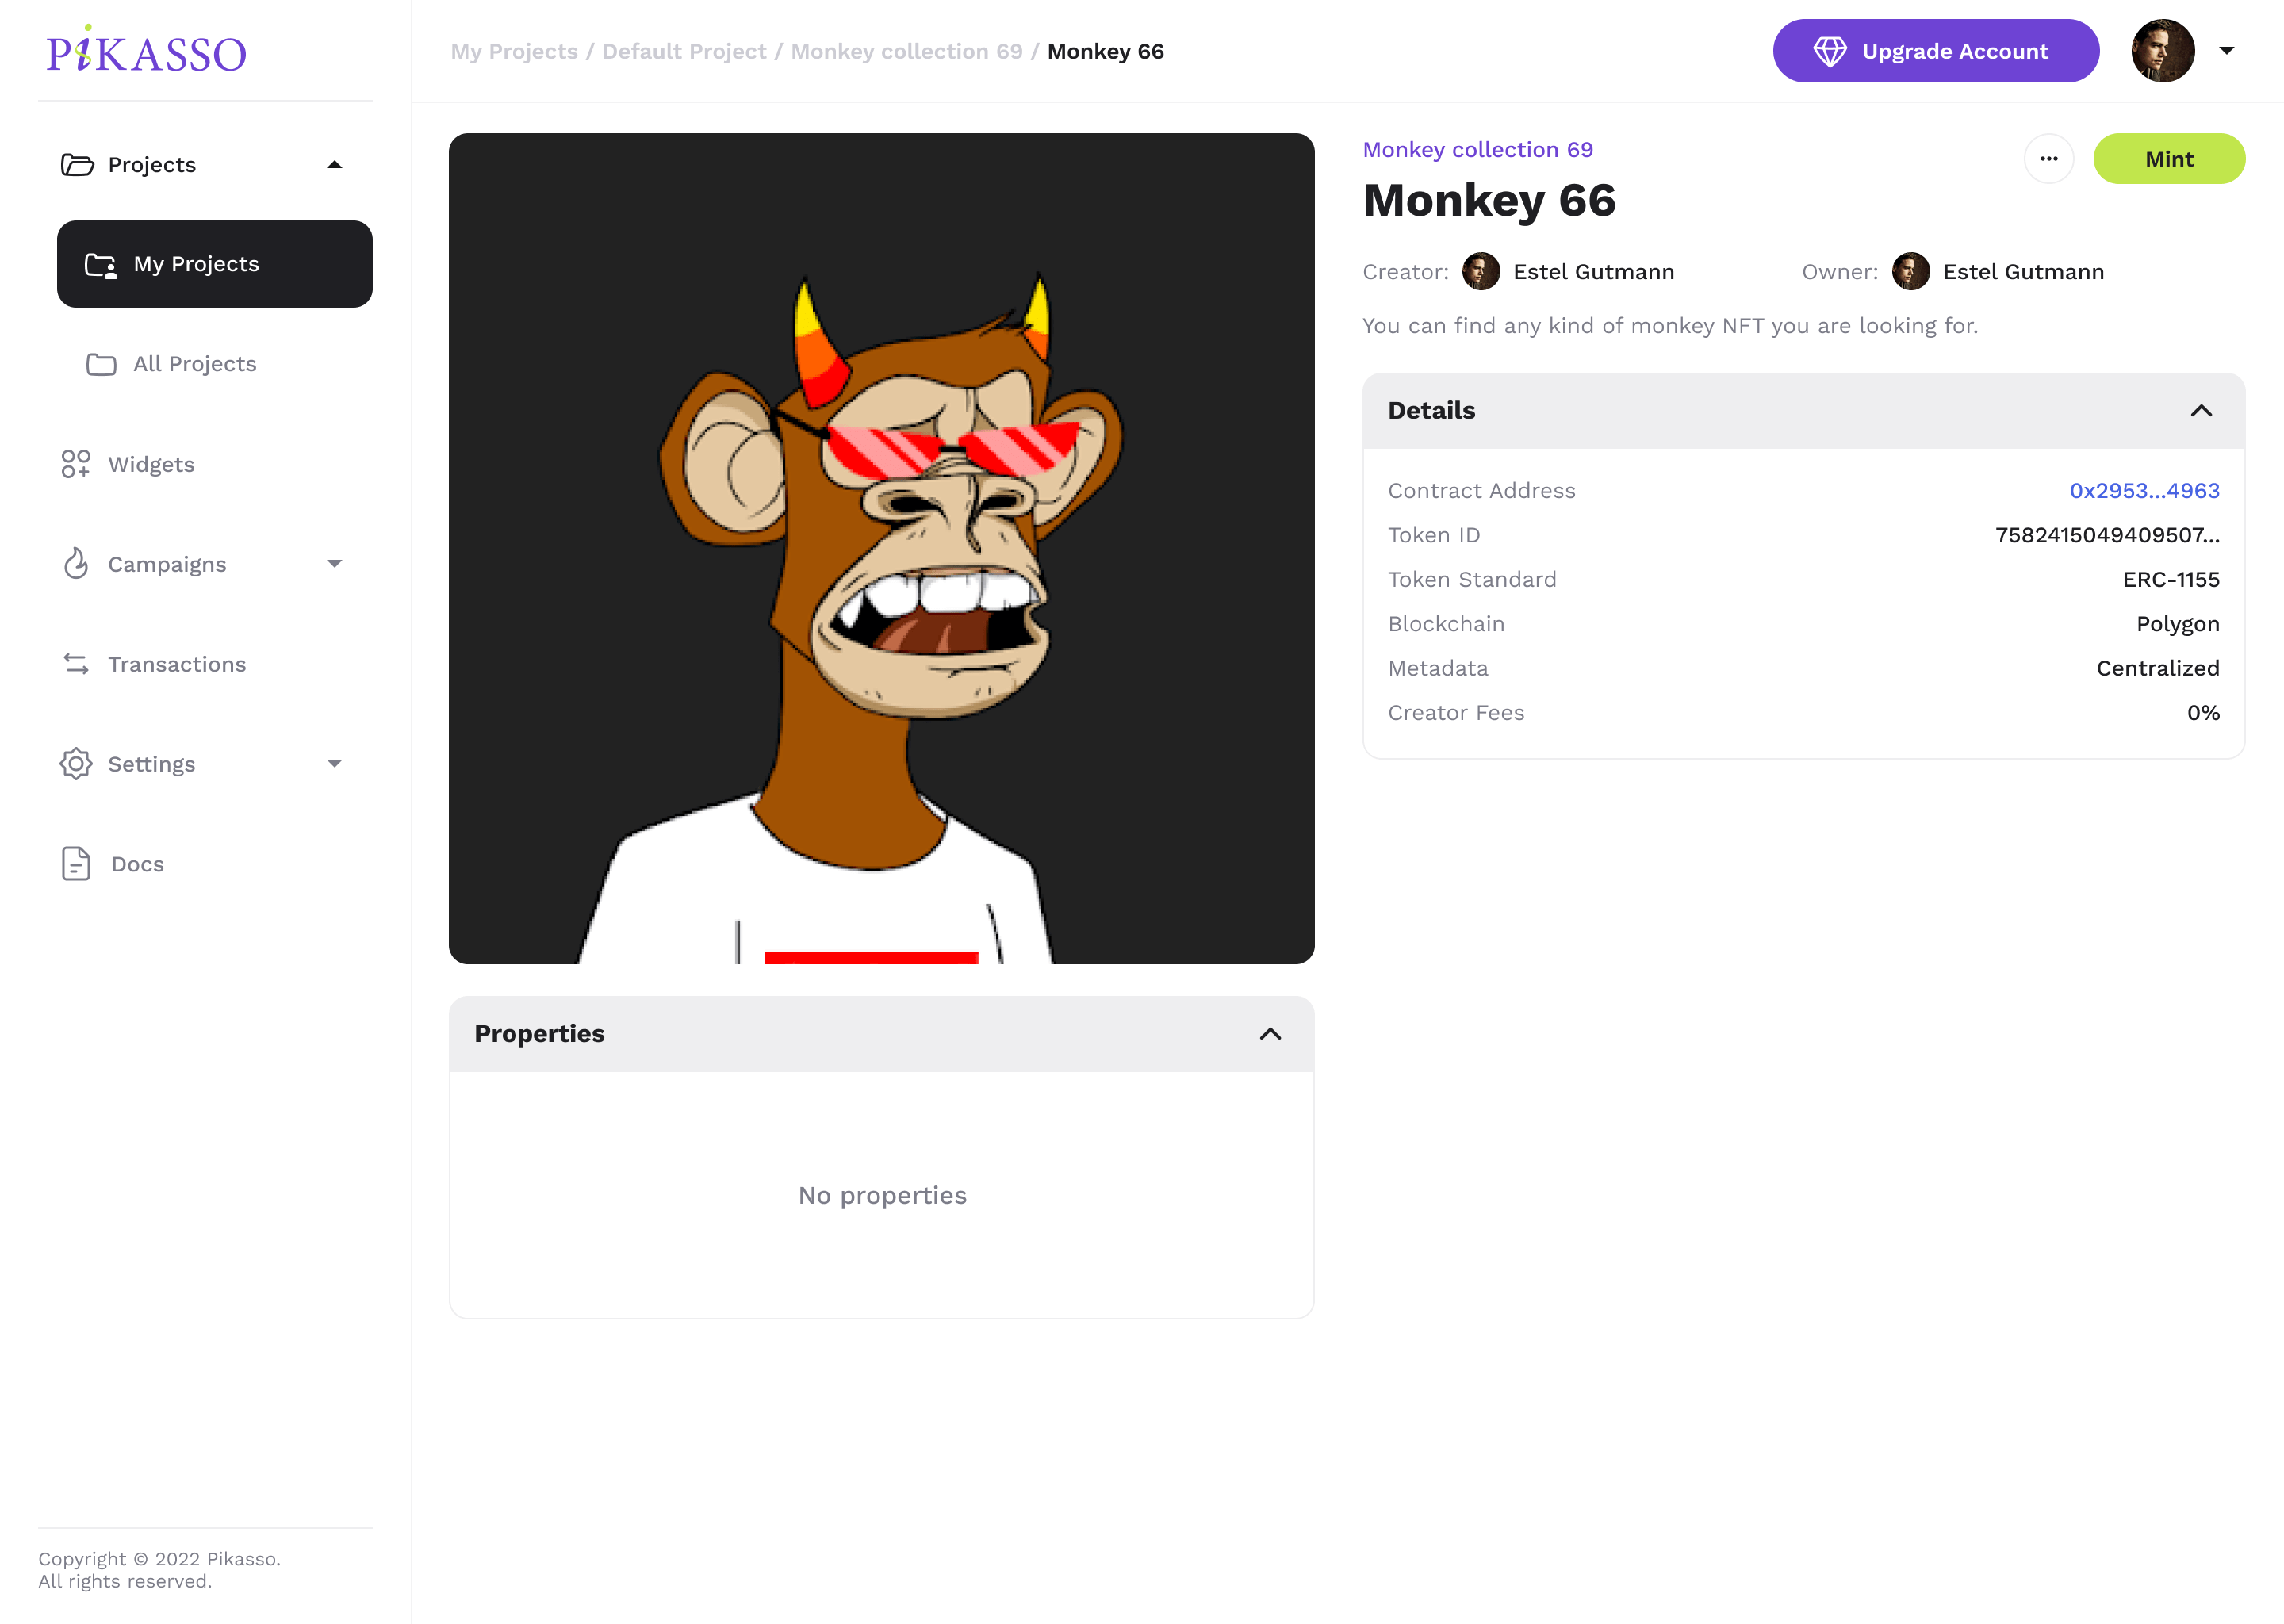 PiKASSO
My Projects / Default Project / Monkey collection 69 / Monkey 66
Upgrade Account
Projects
My Projects
All Projects
Widgets
Campaigns
Transactions
Settings
Docs
Copyright © 2022 Pikasso.
All rights reserved.
Monkey collection 69
Monkey 66
Mint
Creator: Estel Gutmann Owner: Estel Gutmann
You can find any kind of monkey NFT you are looking for.
Details
Contract Address 0x2953...4963
Token ID 7582415049409507...
Token Standard ERC-1155
Blockchain Polygon
Metadata Centralized
Creator Fees 0%
Properties
No properties